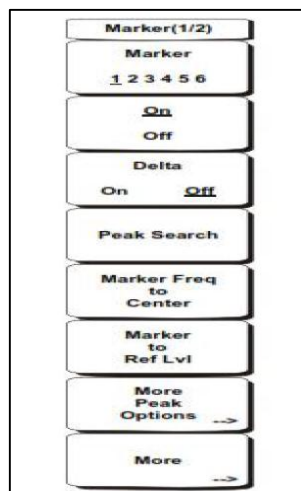 Marker(1/2)
Marker
1 2 3 4 5 6
On
Off
Delta
On Off
Peak Search
Marker Freq
to
Center
Marker
to
Ref Lvl
More
Peak
Options -->
More
-->